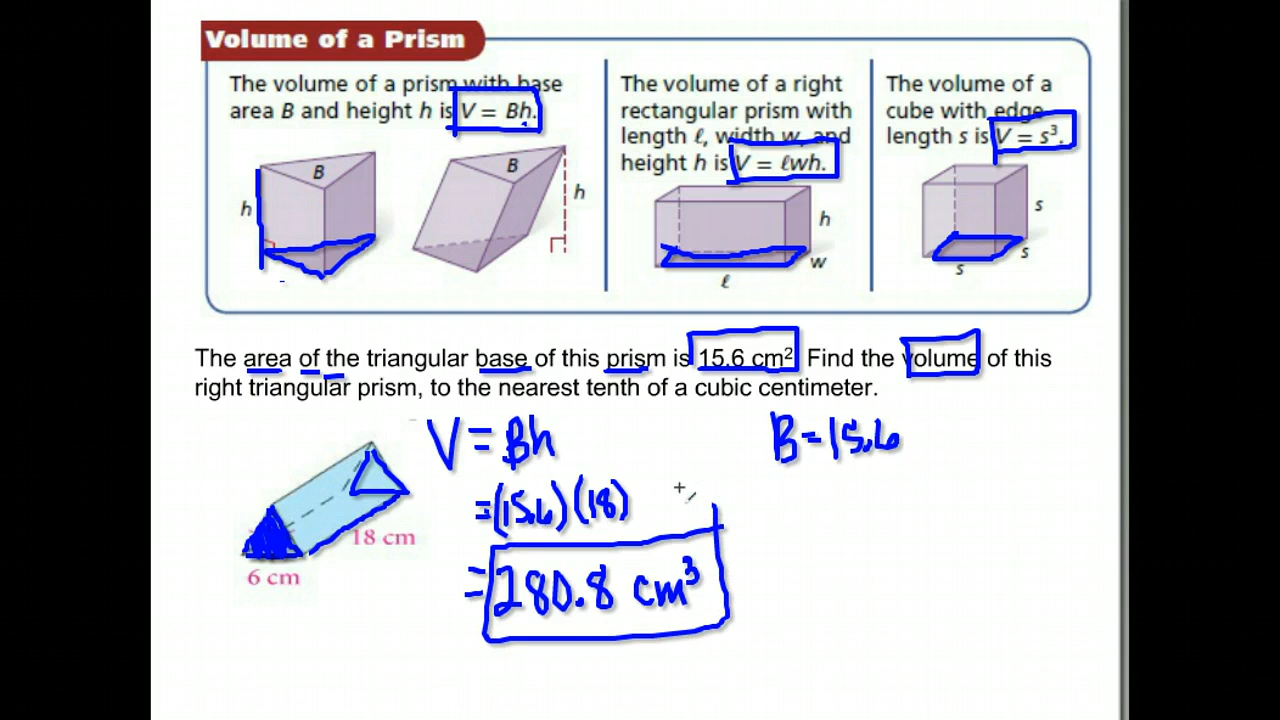 Volume of a Prism
The volume of a prism with base
area B and height h is V = Bh.
B
h
B
h
The volume of a right
rectangular prism with
length ℓ, width w, and
height h is V = ℓwh.
h
w
ℓ
The volume of a
cube with edge
length s is V = s³.
s
s
s
The area of the triangular base of this prism is 15.6 cm². Find the volume of this
right triangular prism, to the nearest tenth of a cubic centimeter.
18 cm
6 cm
V = Bh
=(15.6)(18)
=280.8 cm³
B=15.6